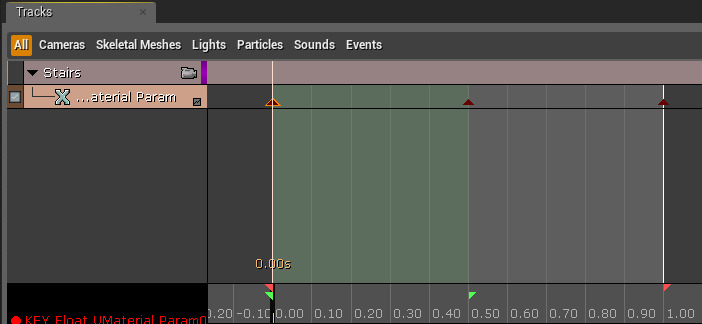 Tracks ×
All Cameras Skeletal Meshes Lights Particles Sounds Events
Stairs
...aterial Param
0.00s
.20 -0.10 0.00 0.10 0.20 0.30 0.40 0.50 0.60 0.70 0.80 0.90 1.00
KEY Float UMaterial Param0